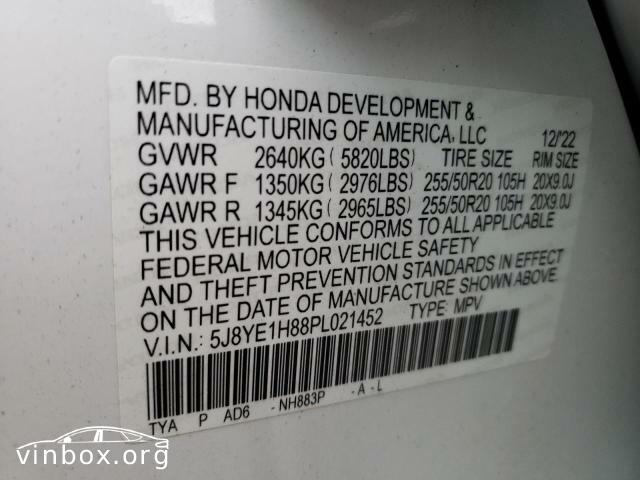 MFD. BY HONDA DEVELOPMENT &
MANUFACTURING OF AMERICA, LLC 12/'22
GVWR 2640KG ( 5820LBS) TIRE SIZE RIM SIZE
GAWR F 1350KG ( 2976LBS) 255/50R20 105H 20X9.0J
GAWR R 1345KG ( 2965LBS) 255/50R20 105H 20X9.0J
THIS VEHICLE CONFORMS TO ALL APPLICABLE
FEDERAL MOTOR VEHICLE SAFETY
AND THEFT PREVENTION STANDARDS IN EFFECT
ON THE DATE OF MANUFACTURE SHOWN ABOVE.
V.I.N.: 5J8YE1H88PL021452 TYPE: MPV
TYA P AD6 -NH883P -A-L
vinbox.org